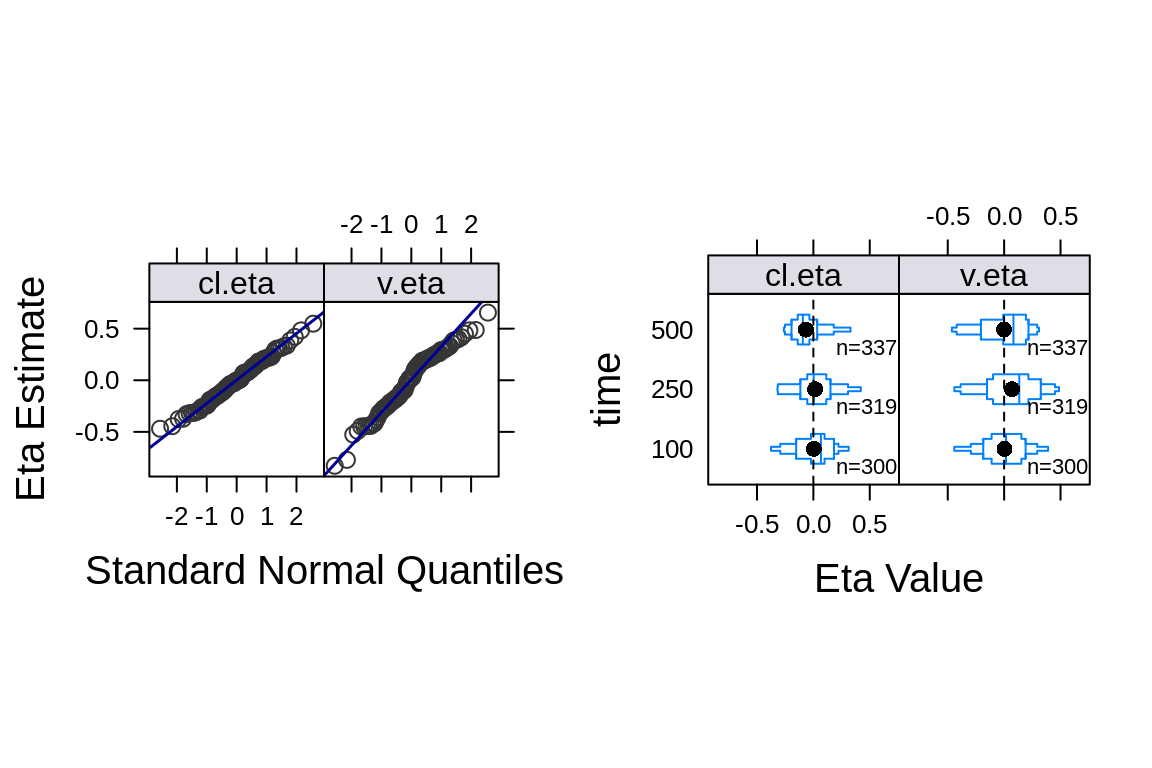 -2 -1 0 1 2
cl.eta v.eta
Eta Estimate
0.5
0.0
-0.5
-2 -1 0 1 2
Standard Normal Quantiles
-0.5 0.0 0.5
cl.eta v.eta
time
500
n=337 n=337
250
n=319 n=319
100
n=300 n=300
-0.5 0.0 0.5
Eta Value